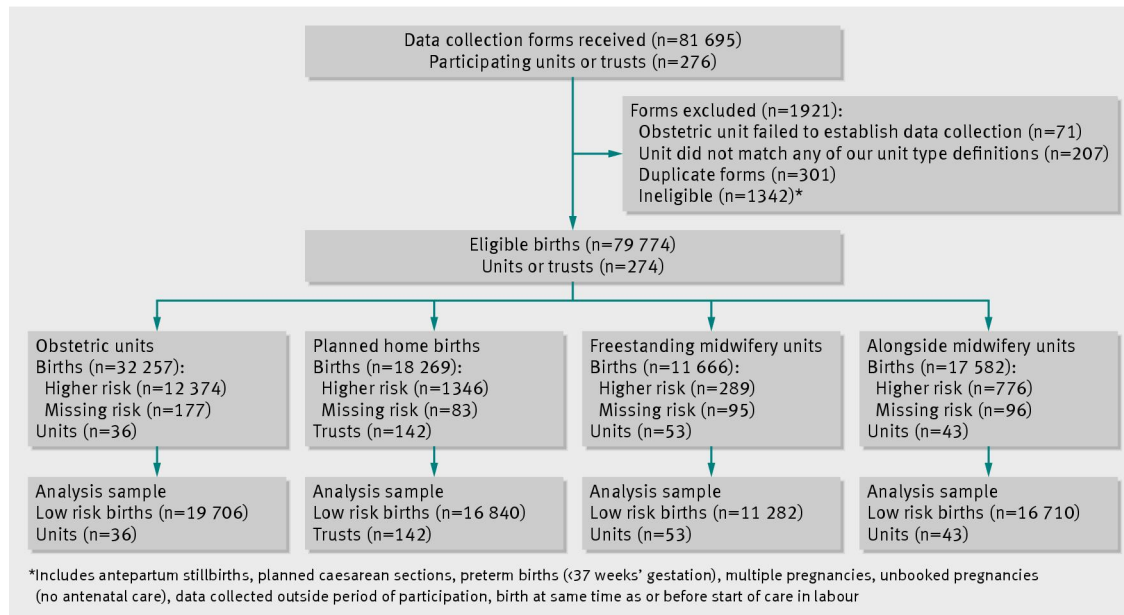 Data collection forms received (n=81 695)
Participating units or trusts (n=276)
Forms excluded (n=1921):
Obstetric unit failed to establish data collection (n=71)
Unit did not match any of our unit type definitions (n=207)
Duplicate forms (n=301)
Ineligible (n=1342)*
Eligible births (n=79 774)
Units or trusts (n=274)
Obstetric units
Births (n=32 257):
Higher risk (n=12 374)
Missing risk (n=177)
Units (n=36)
Planned home births
Births (n=18 269):
Higher risk (n=1346)
Missing risk (n=83)
Trusts (n=142)
Freestanding midwifery units
Births (n=11 666):
Higher risk (n=289)
Missing risk (n=95)
Units (n=53)
Alongside midwifery units
Births (n=17 582):
Higher risk (n=776)
Missing risk (n=96)
Units (n=43)
Analysis sample
Low risk births (n=19 706)
Units (n=36)
Analysis sample
Low risk births (n=16 840)
Trusts (n=142)
Analysis sample
Low risk births (n=11 282)
Units (n=53)
Analysis sample
Low risk births (n=16 710)
Units (n=43)
*Includes antepartum stillbirths, planned caesarean sections, preterm births (<37 weeks' gestation), multiple pregnancies, unbooked pregnancies
(no antenatal care), data collected outside period of participation, birth at same time as or before start of care in labour